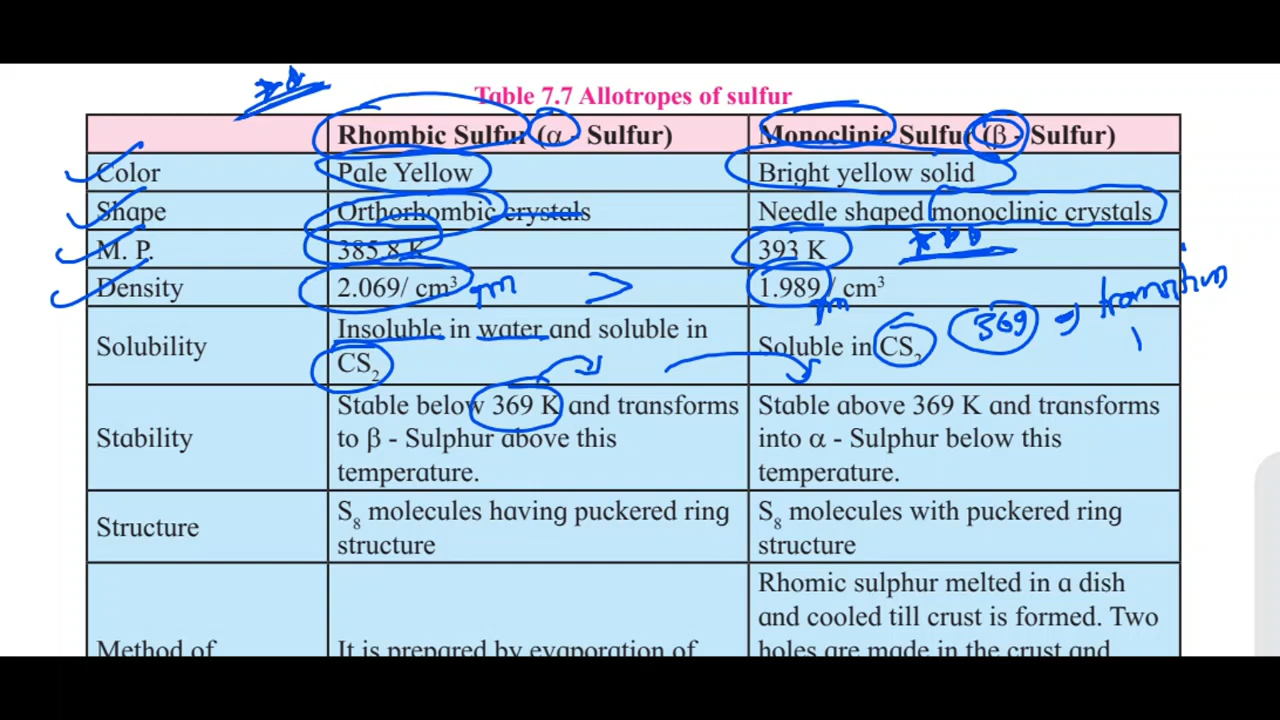 Table 7.7 Allotropes of sulfur
Rhombic Sulfur (α - Sulfur) Monoclinic Sulfur (β - Sulfur)
Color Pale Yellow Bright yellow solid
Shape Orthorhombic crystals Needle shaped monoclinic crystals
M. P. 385.8 K 393 K
Density 2.069/ cm³ gm > 1.989 / cm³ gm
Solubility
Insoluble in water and soluble in
CS₂
Soluble in CS₂ 369 ⇒
Stability
Stable below 369 K and transforms
to β - Sulphur above this
temperature.
Stable above 369 K and transforms
into α - Sulphur below this
temperature.
Structure
S₈ molecules having puckered ring
structure
S₈ molecules with puckered ring
structure
Method of
It is prepared by evaporation of
Rhomic sulphur melted in a dish
and cooled till crust is formed. Two
holes are made in the crust and